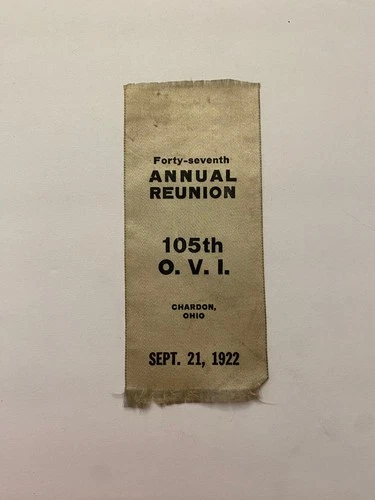 Forty-seventh
ANNUAL
REUNION
105th
O. V. I.
CHARDON,
OHIO
SEPT. 21, 1922